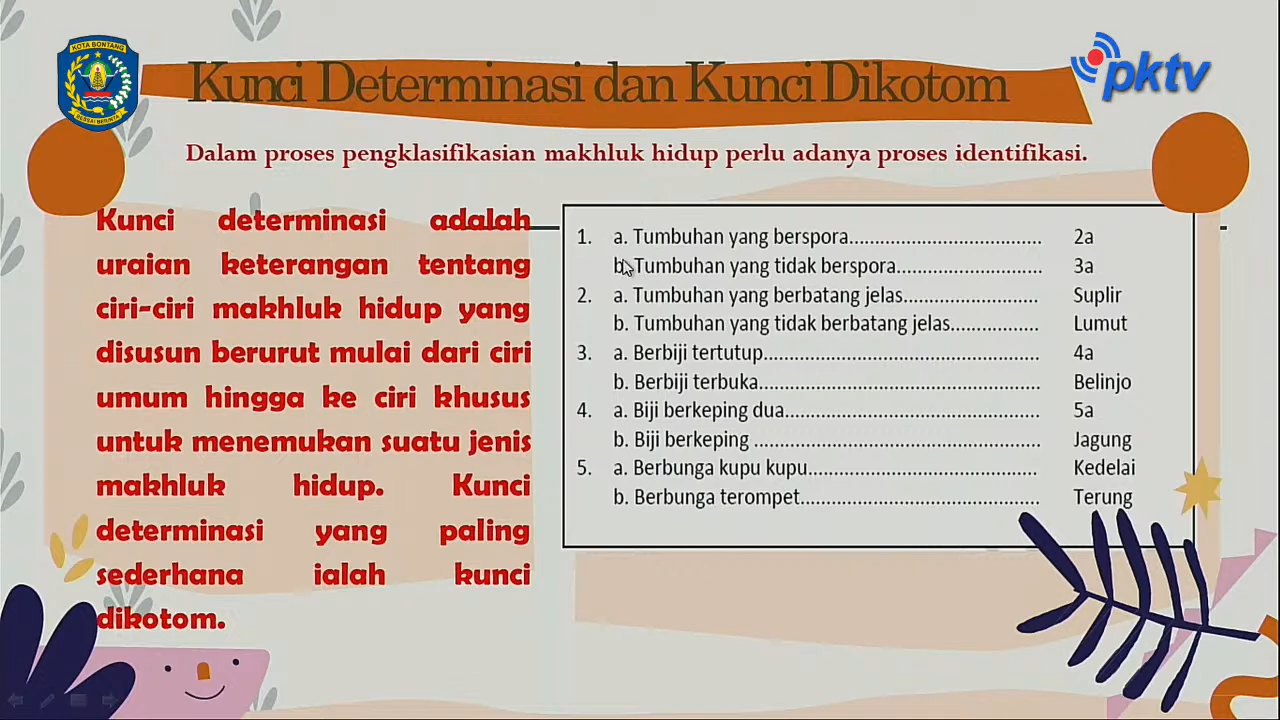 KOTA BONTANG
BESSAI BERINTA
pktv
Kunci Determinasi dan Kunci Dikotom
Dalam proses pengklasifikasian makhluk hidup perlu adanya proses identifikasi.
Kunci determinasi adalah
uraian keterangan tentang
ciri-ciri makhluk hidup yang
disusun berurut mulai dari ciri
umum hingga ke ciri khusus
untuk menemukan suatu jenis
makhluk hidup. Kunci
determinasi yang paling
sederhana ialah kunci
dikotom.
1. a. Tumbuhan yang berspora.................................... 2a
b. Tumbuhan yang tidak berspora............................ 3a
2. a. Tumbuhan yang berbatang jelas.......................... Suplir
b. Tumbuhan yang tidak berbatang jelas................. Lumut
3. a. Berbiji tertutup..................................................... 4a
b. Berbiji terbuka...................................................... Belinjo
4. a. Biji berkeping dua................................................. 5a
b. Biji berkeping ....................................................... Jagung
5. a. Berbunga kupu kupu............................................ Kedelai
b. Berbunga terompet.............................................. Terung